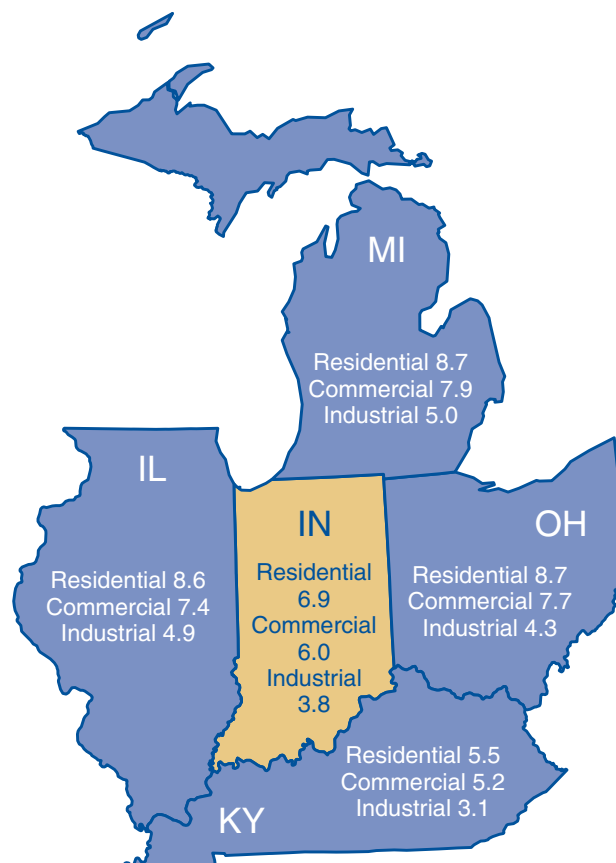 MI
Residential 8.7
Commercial 7.9
Industrial 5.0
IL
Residential 8.6
Commercial 7.4
Industrial 4.9
IN
Residential
6.9
Commercial
6.0
Industrial
3.8
OH
Residential 8.7
Commercial 7.7
Industrial 4.3
Residential 5.5
Commercial 5.2
Industrial 3.1
KY